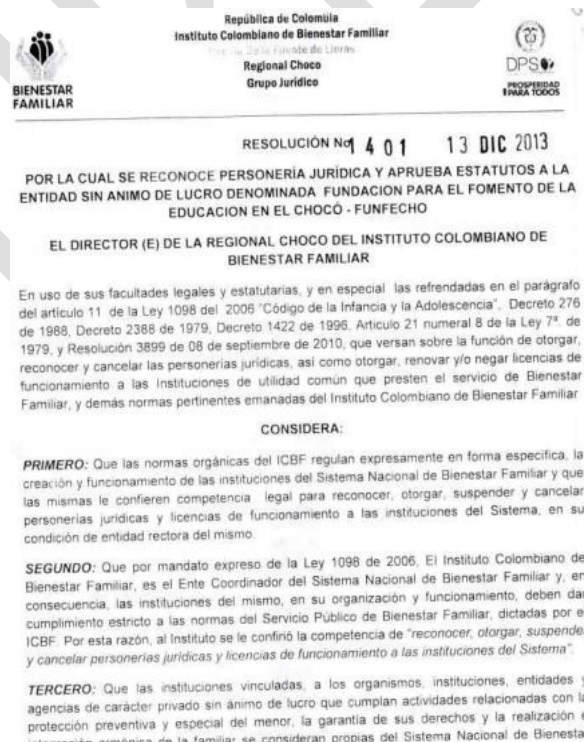 República de Colombia
Instituto Colombiano de Bienestar Familiar
Cecilia De la Fuente de Lleras
Regional Choco
Grupo Jurídico
BIENESTAR
FAMILIAR
DPS
PROSPERIDAD
PARA TODOS
RESOLUCIÓN No 1401 13 DIC 2013
POR LA CUAL SE RECONOCE PERSONERÍA JURÍDICA Y APRUEBA ESTATUTOS A LA
ENTIDAD SIN ANIMO DE LUCRO DENOMINADA FUNDACION PARA EL FOMENTO DE LA
EDUCACION EN EL CHOCÓ - FUNFECHO
EL DIRECTOR (E) DE LA REGIONAL CHOCO DEL INSTITUTO COLOMBIANO DE
BIENESTAR FAMILIAR
En uso de sus facultades legales y estatutarias, y en especial las refrendadas en el parágrafo
del artículo 11 de la Ley 1098 del 2006 "Código de la Infancia y la Adolescencia", Decreto 276
de 1988, Decreto 2388 de 1979, Decreto 1422 de 1996, Articulo 21 numeral 8 de la Ley 7ª. de
1979, y Resolución 3899 de 08 de septiembre de 2010, que versan sobre la función de otorgar,
reconocer y cancelar las personerías jurídicas, así como otorgar, renovar y/o negar licencias de
funcionamiento a las Instituciones de utilidad común que presten el servicio de Bienestar
Familiar, y demás normas pertinentes emanadas del Instituto Colombiano de Bienestar Familiar
CONSIDERA:
PRIMERO: Que las normas orgánicas del ICBF regulan expresamente en forma especifica, la
creación y funcionamiento de las instituciones del Sistema Nacional de Bienestar Familiar y que
las mismas le confieren competencia legal para reconocer, otorgar, suspender y cancelar
personerías jurídicas y licencias de funcionamiento a las instituciones del Sistema, en su
condición de entidad rectora del mismo.
SEGUNDO: Que por mandato expreso de la Ley 1098 de 2006, El Instituto Colombiano de
Bienestar Familiar, es el Ente Coordinador del Sistema Nacional de Bienestar Familiar y, en
consecuencia, las instituciones del mismo, en su organización y funcionamiento, deben dar
cumplimiento estricto a las normas del Servicio Público de Bienestar Familiar, dictadas por e
ICBF. Por esta razón, al Instituto se le confirió la competencia de "reconocer, otorgar, suspende
y cancelar personerías jurídicas y licencias de funcionamiento a las instituciones del Sistema".
TERCERO: Que las instituciones vinculadas, a los organismos, instituciones, entidades y
agencias de carácter privado sin ánimo de lucro que cumplan actividades relacionadas con la
protección preventiva y especial del menor, la garantía de sus derechos y la realización
integración armónica de la familiar se consideran propias del Sistema Nacional de Bienesta